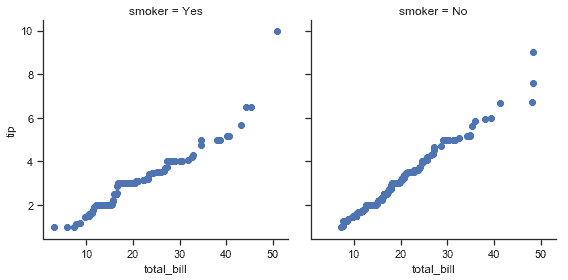 smoker = Yes
smoker = No
tip
10
8
6
4
2
10 20 30 40 50
10 20 30 40 50
total_bill
total_bill